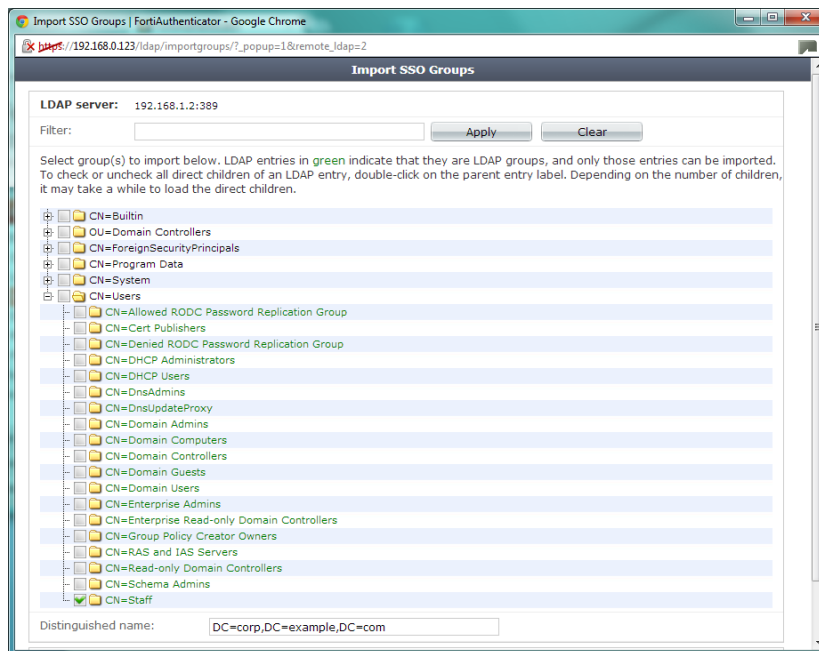 Import SSO Groups | FortiAuthenticator - Google Chrome
https://192.168.0.123/ldap/importgroups/?_popup=1&remote_ldap=2
Import SSO Groups
LDAP server: 192.168.1.2:389
Filter: Apply Clear
Select group(s) to import below. LDAP entries in green indicate that they are LDAP groups, and only those entries can be imported.
To check or uncheck all direct children of an LDAP entry, double-click on the parent entry label. Depending on the number of children,
it may take a while to load the direct children.
CN=Builtin
OU=Domain Controllers
CN=ForeignSecurityPrincipals
CN=Program Data
CN=System
CN=Users
CN=Allowed RODC Password Replication Group
CN=Cert Publishers
CN=Denied RODC Password Replication Group
CN=DHCP Administrators
CN=DHCP Users
CN=DnsAdmins
CN=DnsUpdateProxy
CN=Domain Admins
CN=Domain Computers
CN=Domain Controllers
CN=Domain Guests
CN=Domain Users
CN=Enterprise Admins
CN=Enterprise Read-only Domain Controllers
CN=Group Policy Creator Owners
CN=RAS and IAS Servers
CN=Read-only Domain Controllers
CN=Schema Admins
CN=Staff
Distinguished name: DC=corp,DC=example,DC=com